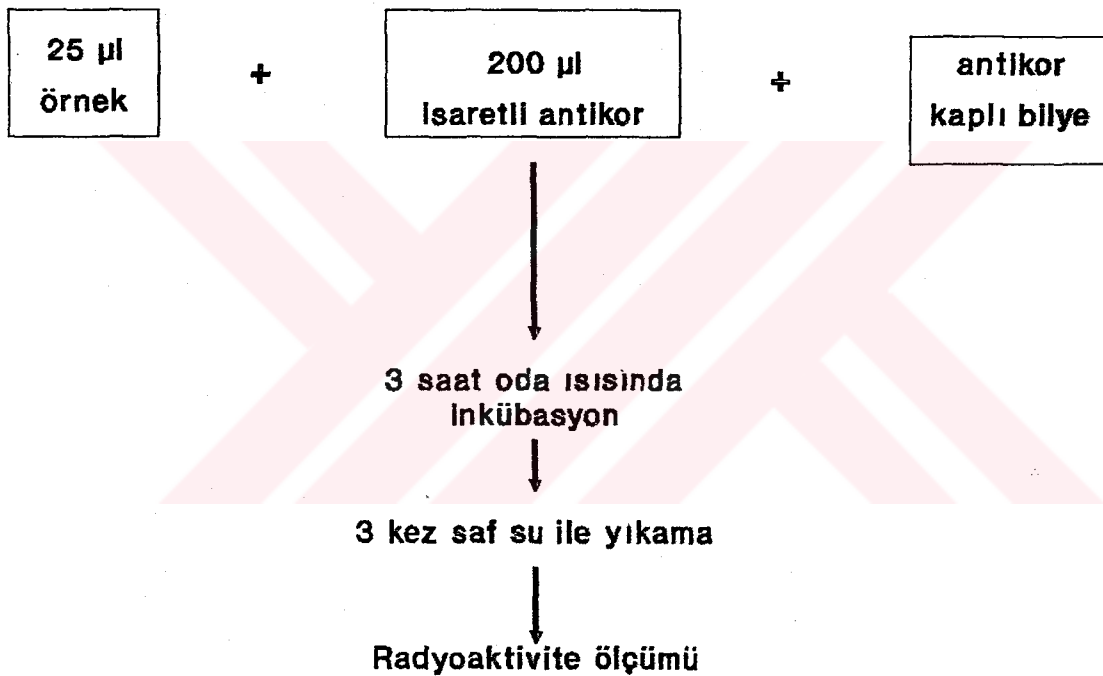 25 µl
örnek
+
200 µl
Isaretli antikor
+
antikor
kaplı bilye
3 saat oda ısısında
inkübasyon
3 kez saf su ile yıkama
Radyoaktivite ölçümü